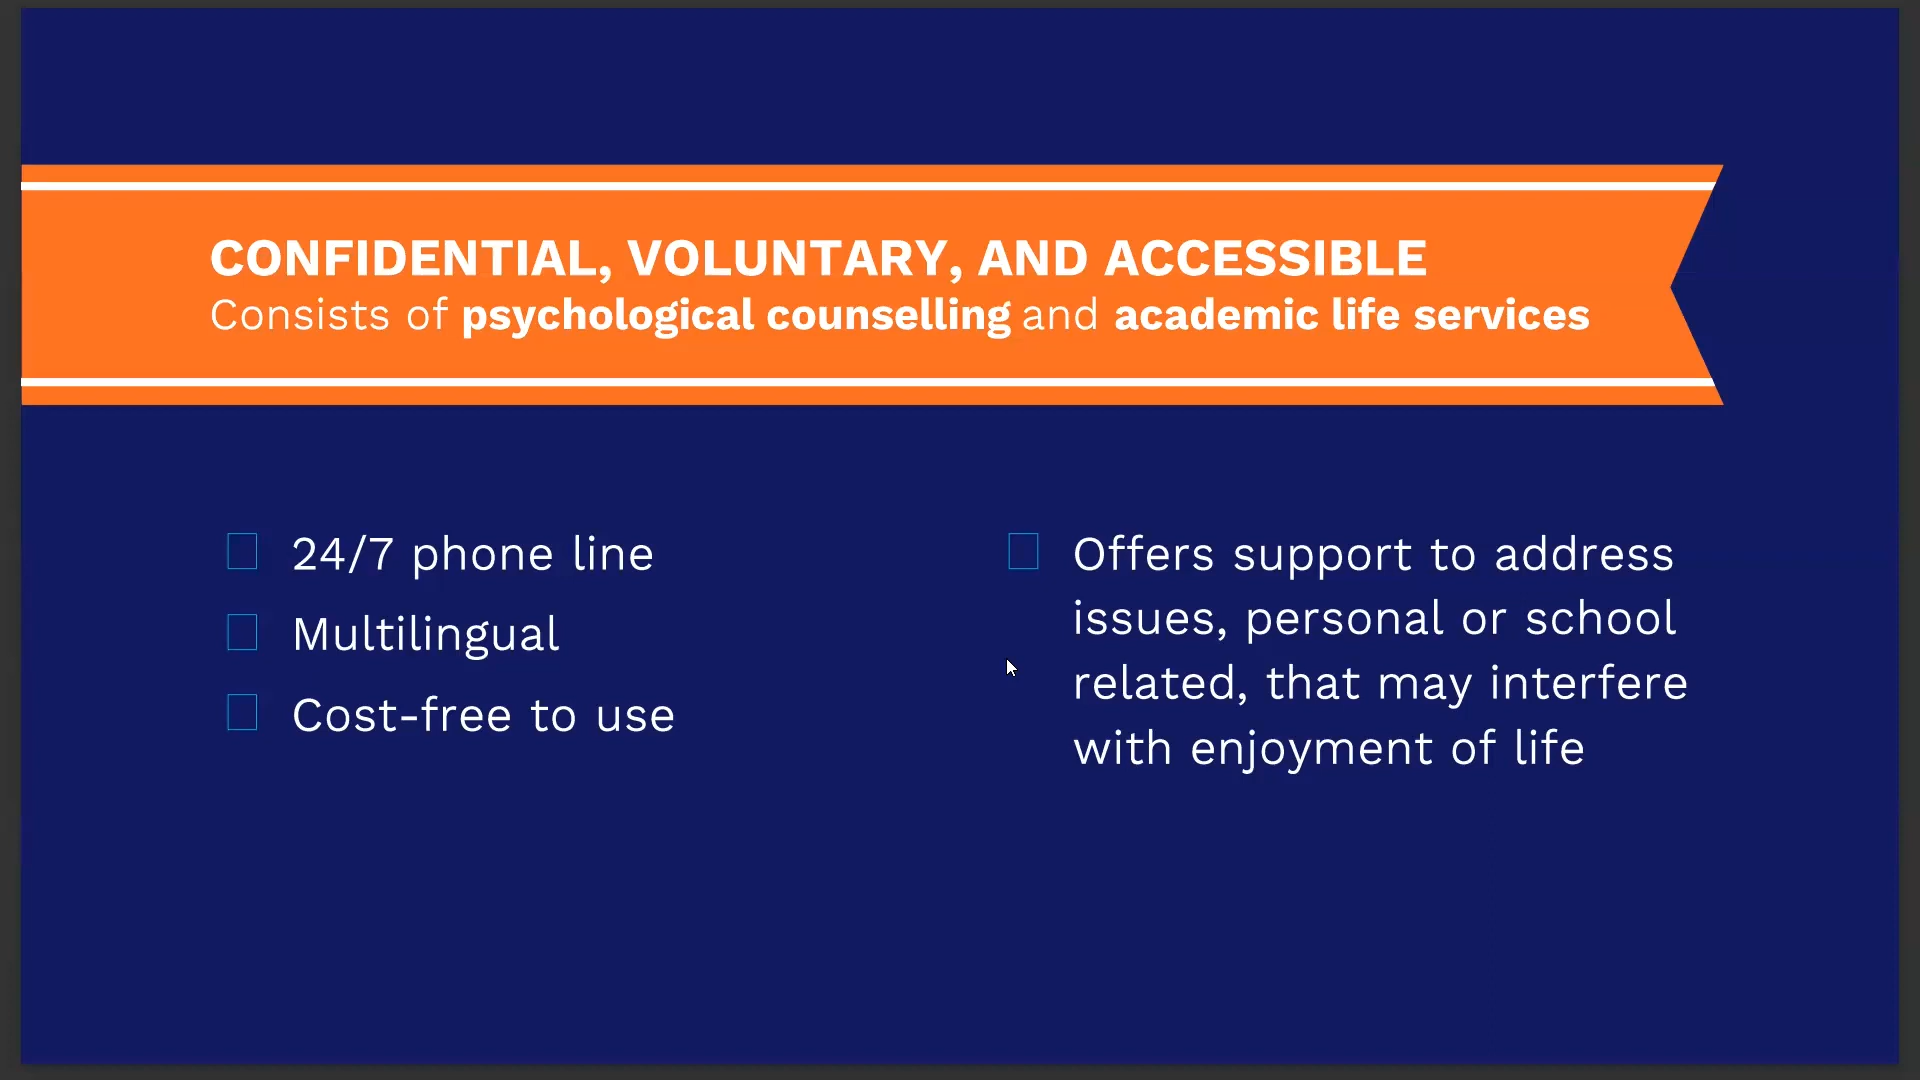 CONFIDENTIAL, VOLUNTARY, AND ACCESSIBLE
Consists of psychological counselling and academic life services
24/7 phone line
Multilingual
Cost-free to use
Offers support to address
issues, personal or school
related, that may interfere
with enjoyment of life